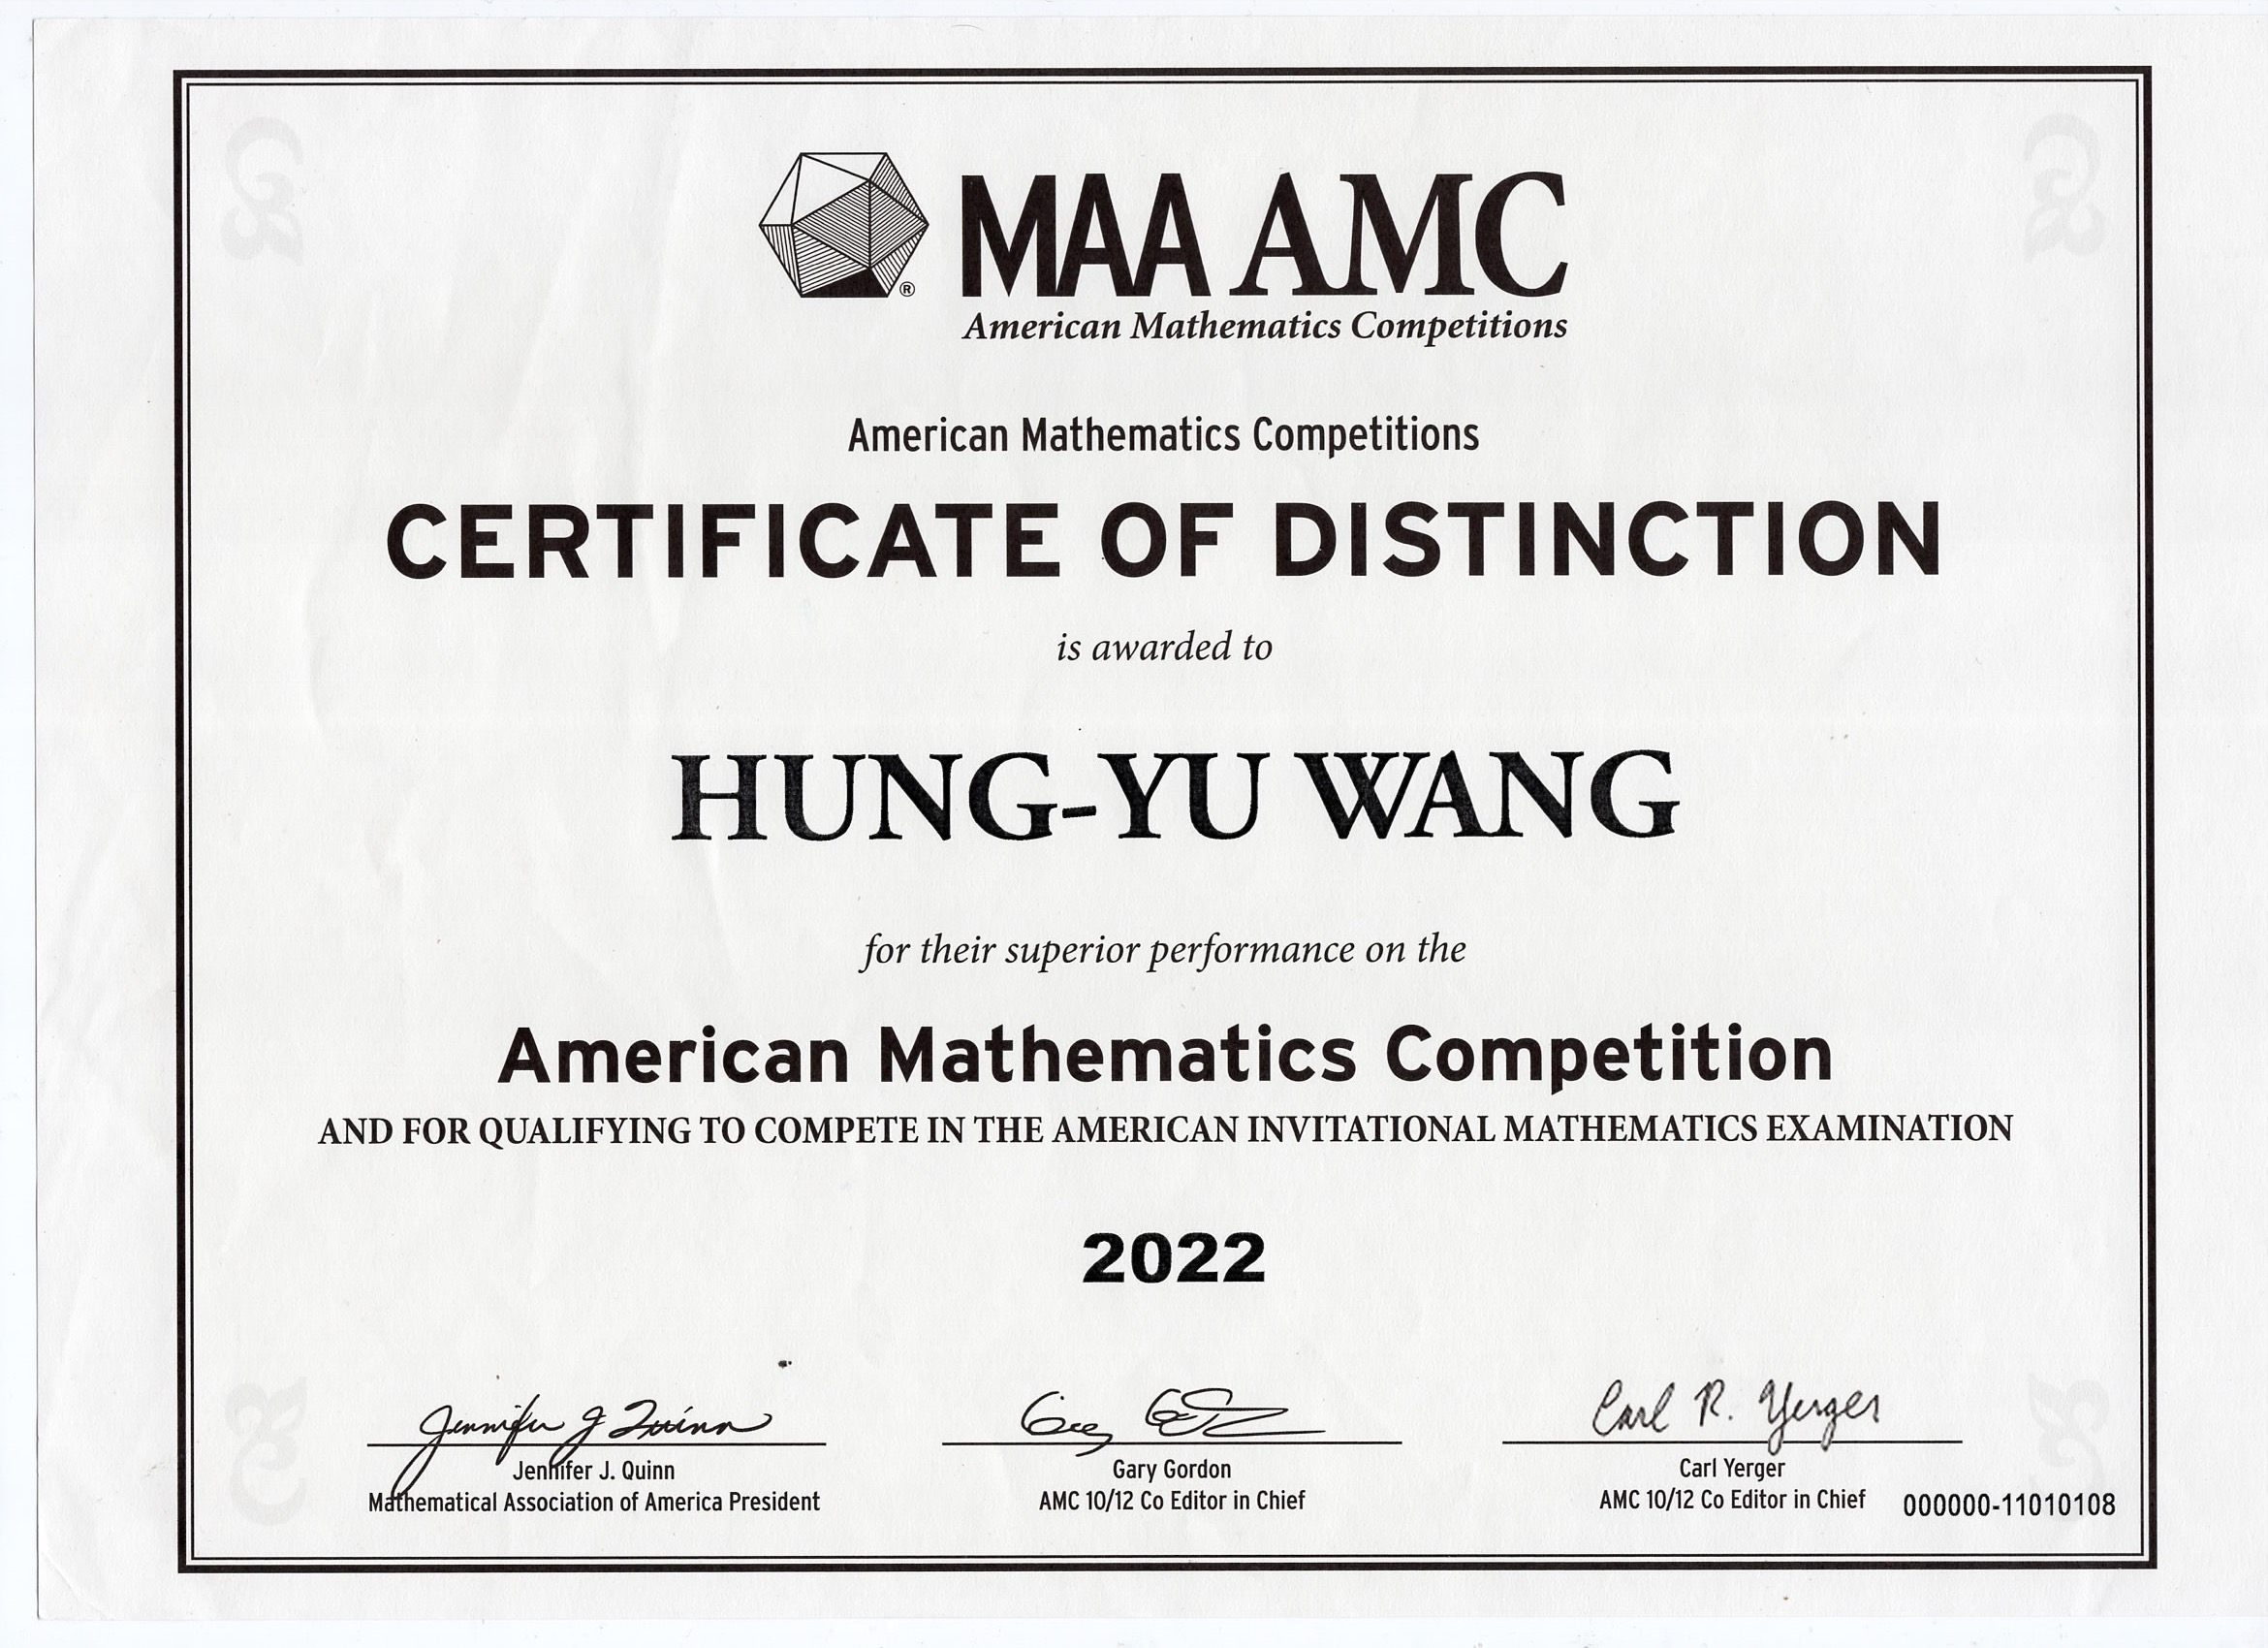 MAA AMC
American Mathematics Competitions
American Mathematics Competitions
CERTIFICATE OF DISTINCTION
is awarded to
HUNG-YU WANG
for their superior performance on the
American Mathematics Competition
AND FOR QUALIFYING TO COMPETE IN THE AMERICAN INVITATIONAL MATHEMATICS EXAMINATION
2022
Jennifer J Quinn
Jennifer J. Quinn
Mathematical Association of America President
Gary Gordon
AMC 10/12 Co Editor in Chief
Carl R. Yerger
Carl Yerger
AMC 10/12 Co Editor in Chief
000000-11010108